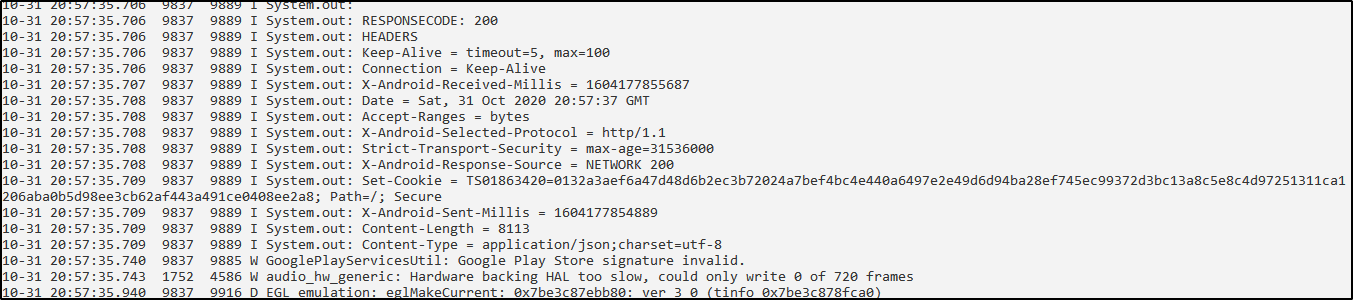 10-31 20:57:35.706  9837  9889 I System.out:
10-31 20:57:35.706  9837  9889 I System.out: RESPONSECODE: 200
10-31 20:57:35.706  9837  9889 I System.out: HEADERS
10-31 20:57:35.706  9837  9889 I System.out: Keep-Alive = timeout=5, max=100
10-31 20:57:35.706  9837  9889 I System.out: Connection = Keep-Alive
10-31 20:57:35.707  9837  9889 I System.out: X-Android-Received-Millis = 1604177855687
10-31 20:57:35.708  9837  9889 I System.out: Date = Sat, 31 Oct 2020 20:57:37 GMT
10-31 20:57:35.708  9837  9889 I System.out: Accept-Ranges = bytes
10-31 20:57:35.708  9837  9889 I System.out: X-Android-Selected-Protocol = http/1.1
10-31 20:57:35.708  9837  9889 I System.out: Strict-Transport-Security = max-age=31536000
10-31 20:57:35.708  9837  9889 I System.out: X-Android-Response-Source = NETWORK 200
10-31 20:57:35.709  9837  9889 I System.out: Set-Cookie = TS01863420=0132a3aef6a47d48d6b2ec3b72024a7bef4bc4e440a6497e2e49d6d94ba28ef745ec99372d3bc13a8c5e8c4d97251311ca1
206aba0b5d98ee3cb62af443a491ce0408ee2a8; Path=/; Secure
10-31 20:57:35.709  9837  9889 I System.out: X-Android-Sent-Millis = 1604177854889
10-31 20:57:35.709  9837  9889 I System.out: Content-Length = 8113
10-31 20:57:35.709  9837  9889 I System.out: Content-Type = application/json;charset=utf-8
10-31 20:57:35.740  9837  9885 W GooglePlayServicesUtil: Google Play Store signature invalid.
10-31 20:57:35.743  1752  4586 W audio_hw_generic: Hardware backing HAL too slow, could only write 0 of 720 frames
10-31 20:57:35.940  9837  9916 D EGL_emulation: eglMakeCurrent: 0x7be3c87ebb80: ver 3 0 (tinfo 0x7be3c878fca0)